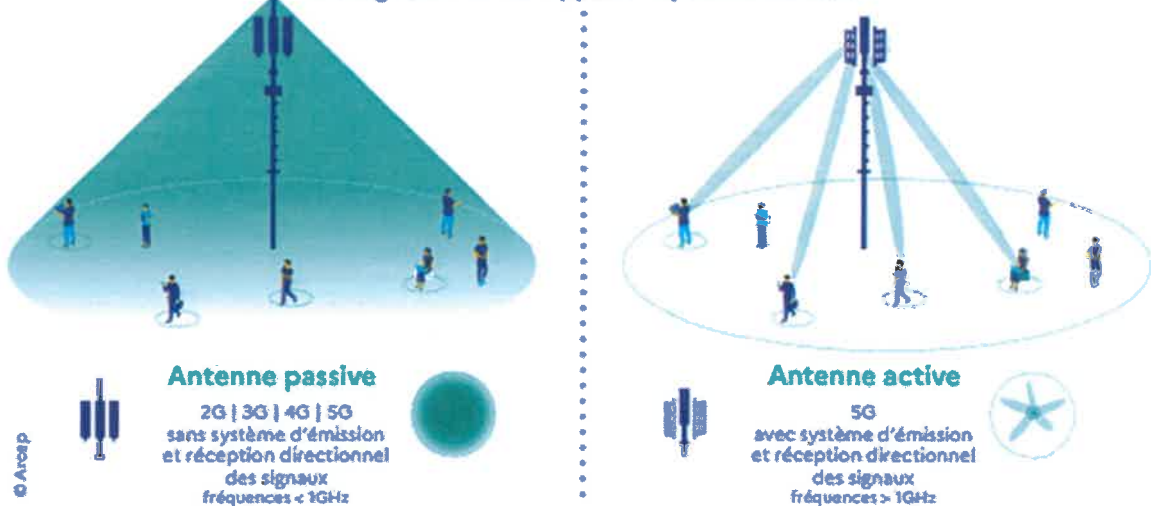 Antenne passive
2G | 3G | 4G | 5G
sans système d'émission
et réception directionnel
des signaux
fréquences < 1GHz
Antenne active
5G
avec système d'émission
et réception directionnel
des signaux
fréquences > 1GHz
© Arcep